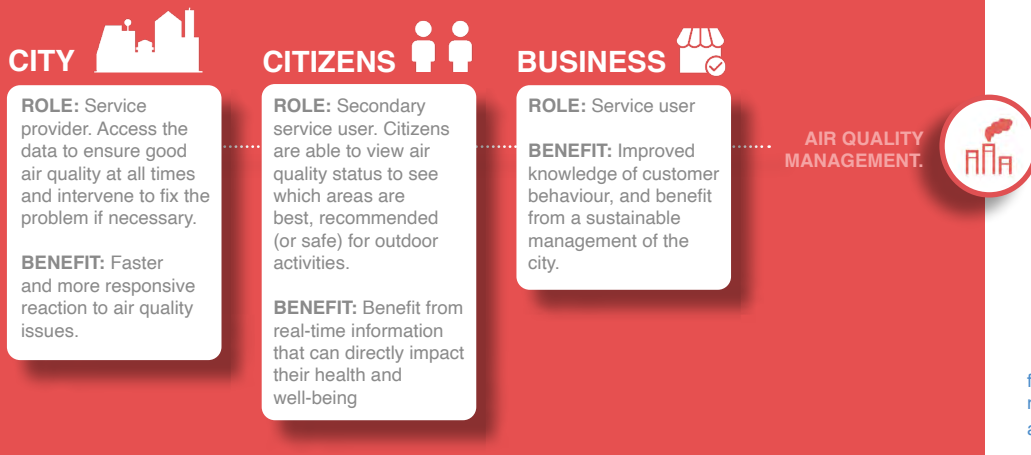 CITY
ROLE: Service
provider. Access the
data to ensure good
air quality at all times
and intervene to fix the
problem if necessary.
BENEFIT: Faster
and more responsive
reaction to air quality
issues.
CITIZENS
ROLE: Secondary
service user. Citizens
are able to view air
quality status to see
which areas are
best, recommended
(or safe) for outdoor
activities.
BENEFIT: Benefit from
real-time information
that can directly impact
their health and
well-being
BUSINESS
ROLE: Service user
BENEFIT: Improved
knowledge of customer
behaviour, and benefit
from a sustainable
management of the
city.
AIR QUALITY
MANAGEMENT.